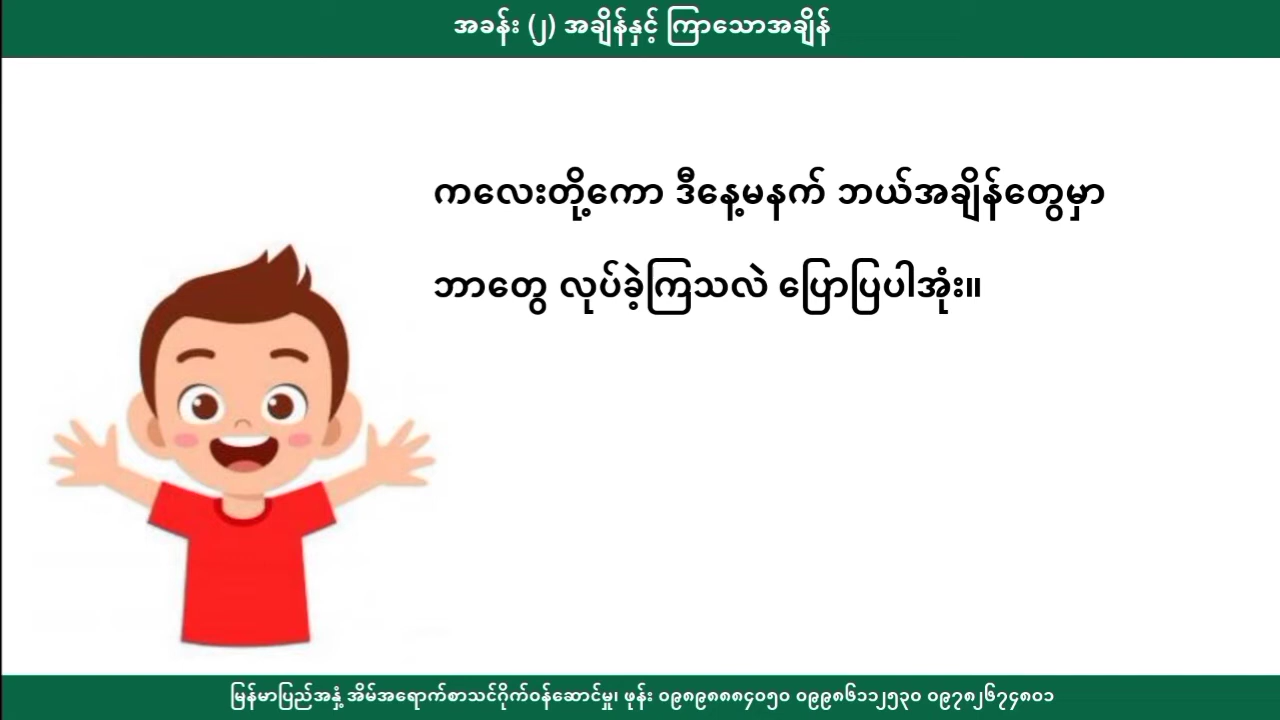 အခန်း (၂) အချိန်နှင့် ကြာသောအချိန်
ကလေးတို့ကော ဒီနေ့မနက် ဘယ်အချိန်တွေမှာ
ဘာတွေ လုပ်ခဲ့ကြသလဲ ပြောပြပါအုံး။
မြန်မာပြည်အနှံ့ အိမ်အရောက်စာသင်ဂိုက်ဝန်ဆောင်မှု၊ ဖုန်း ၀၉၈၉၈၈၈၄၀၅၀ ၀၉၉၈၆၁၁၂၅၃၀ ၀၉၇၅၂၆၇၄၈၀၁